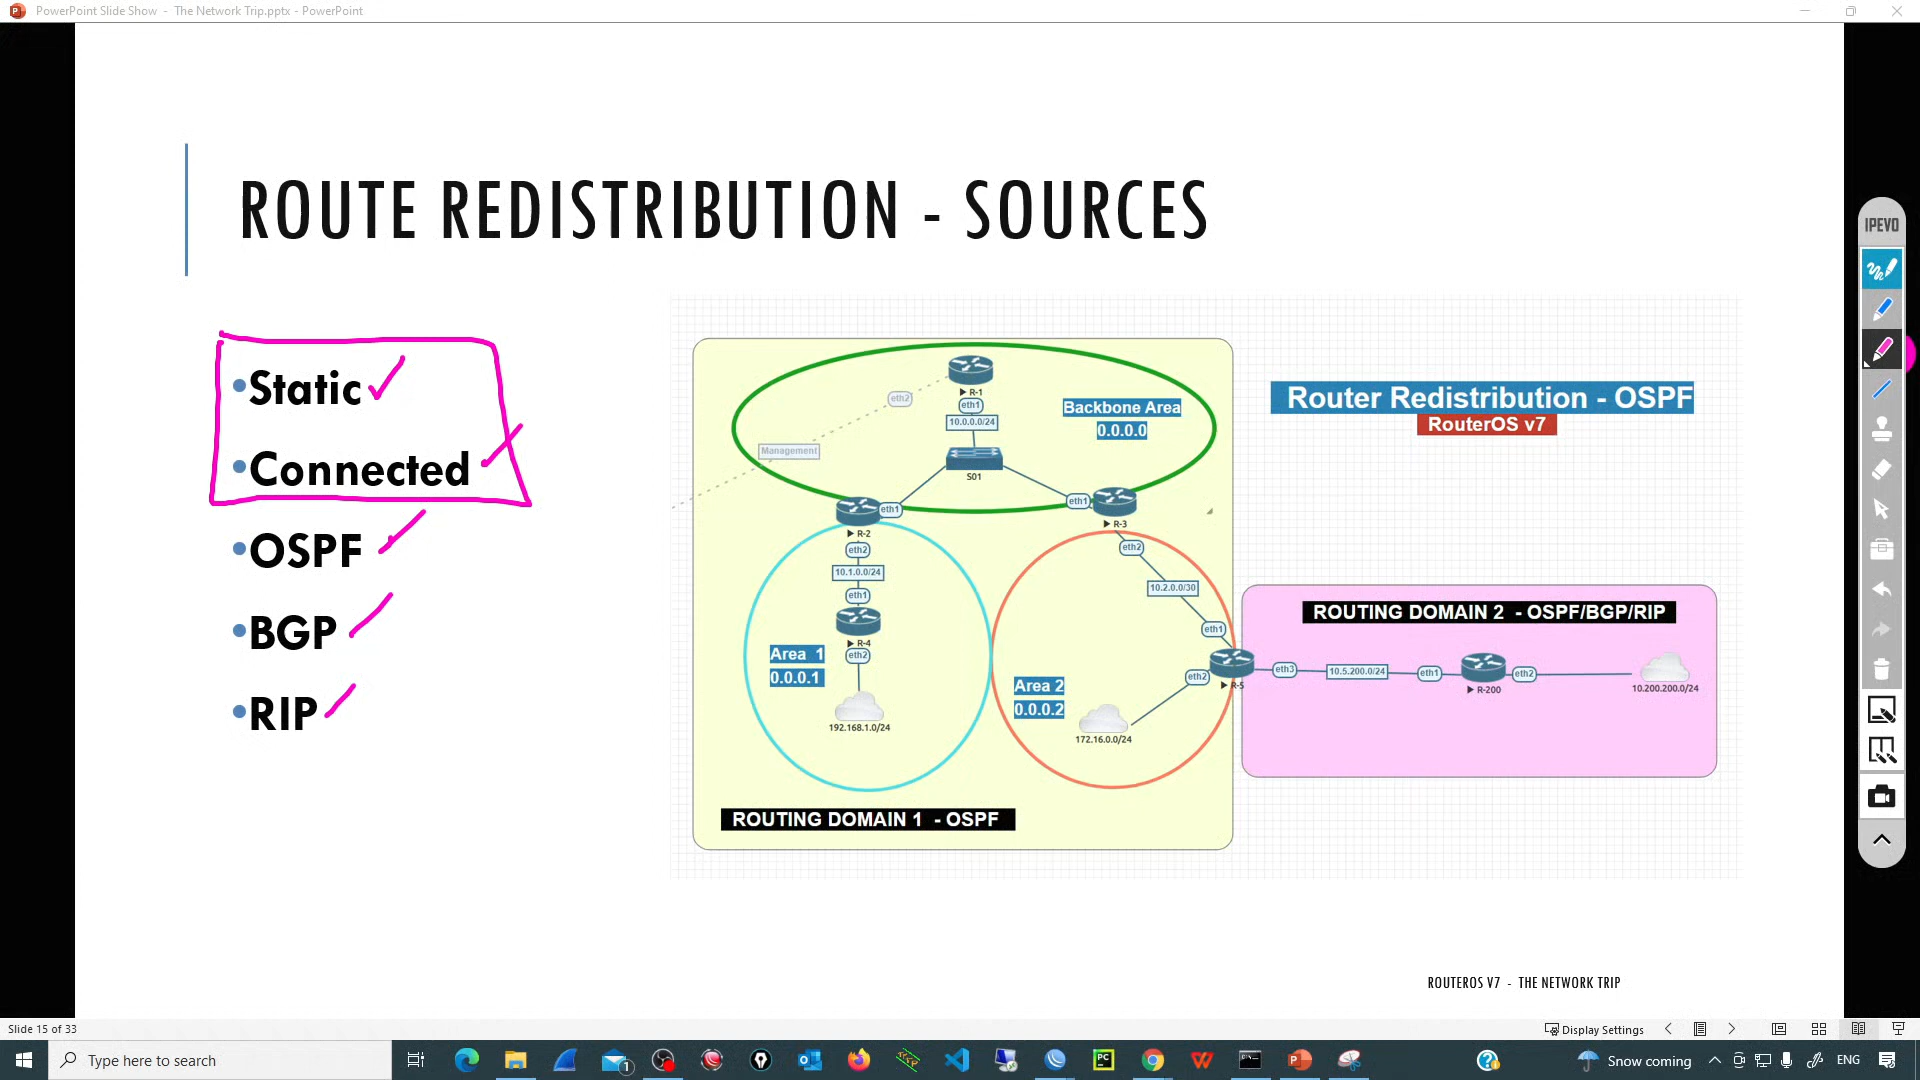 PowerPoint Slide Show - The Network Trip.pptx - PowerPoint
ROUTE REDISTRIBUTION - SOURCES
•Static
•Connected
•OSPF
•BGP
•RIP
R-1
eth2
eth1
10.0.0.0/24
Backbone Area
0.0.0.0
Management
S01
eth1
eth1
R-2
R-3
eth2
eth2
10.1.0.0/24
10.2.0.0/30
eth1
eth1
R-4
eth2
Area 1
0.0.0.1
192.168.1.0/24
Area 2
0.0.0.2
eth2
172.16.0.0/24
R-5
ROUTING DOMAIN 1 - OSPF
Router Redistribution - OSPF
RouterOS v7
ROUTING DOMAIN 2 - OSPF/BGP/RIP
eth3
10.5.200.0/24
eth1
R-200
eth2
10.200.200.0/24
ROUTEROS V7 - THE NETWORK TRIP
IPEVO
Slide 15 of 33
Display Settings
Type here to search
1
PC
Snow coming
ENG